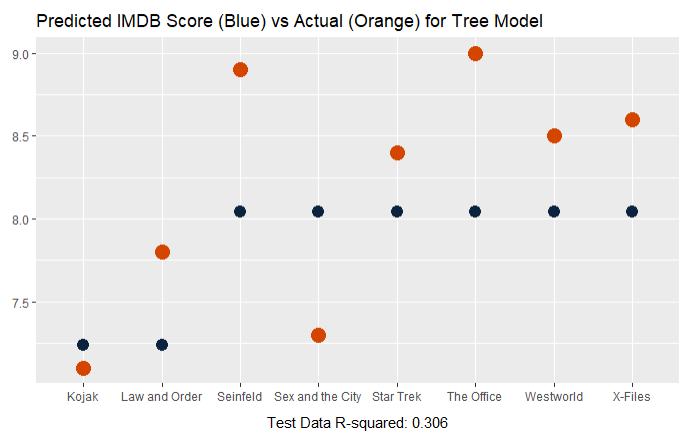 Predicted IMDB Score (Blue) vs Actual (Orange) for Tree Model
9.0
8.5
8.0
7.5
Kojak Law and Order Seinfeld Sex and the City Star Trek The Office Westworld X-Files
Test Data R-squared: 0.306